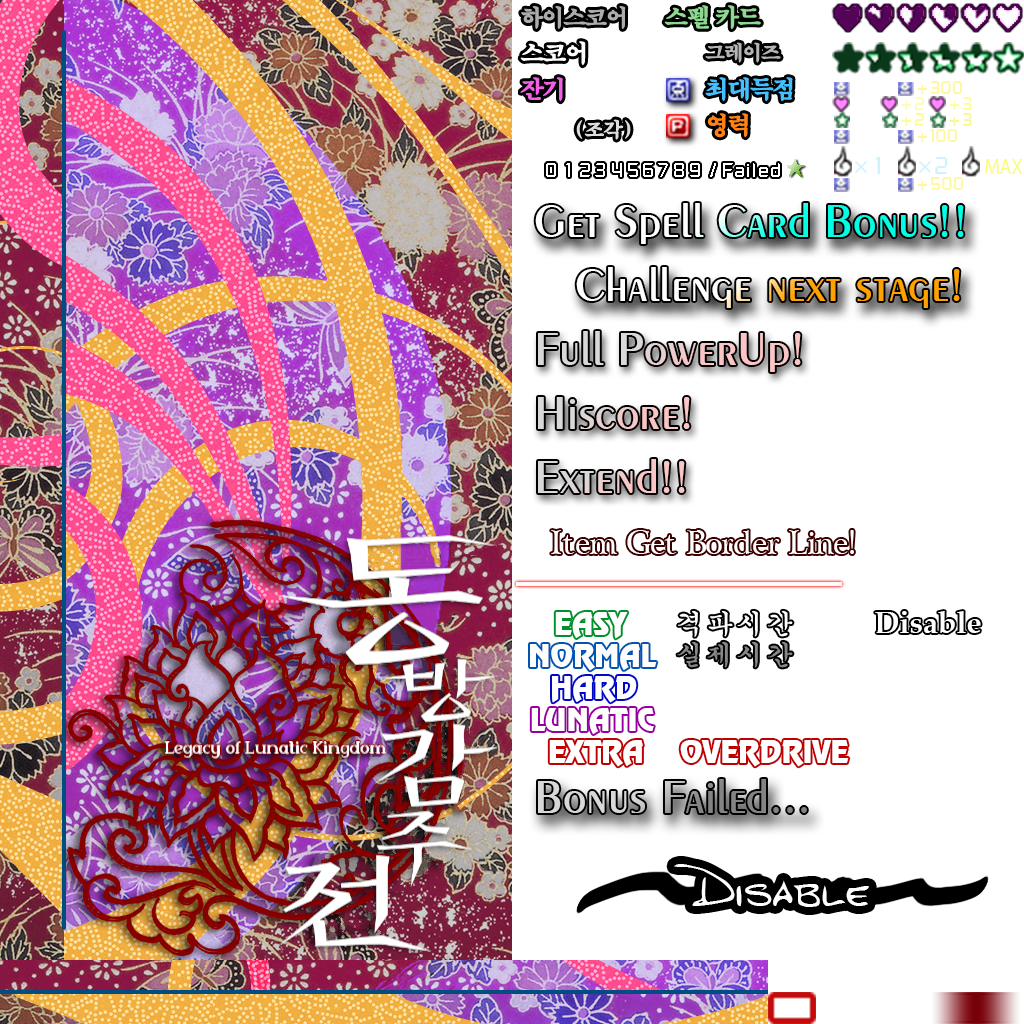 하이스코어 스펠 카드
스코어 그레이즈
잔기 최대득점
(조각) P 영력
0123456789/Failed
+300
+2 +3
+2 +3
+100
×1 ×2 MAX
+500
Get Spell Card Bonus!!
Challenge next stage!
Full PowerUp!
Hiscore!
Extend!!
Item Get Border Line!
EASY 격파시간 Disable
NORMAL 실제시간
HARD
LUNATIC
EXTRA OVERDRIVE
Bonus Failed...
Disable
동방감주전
Legacy of Lunatic Kingdom